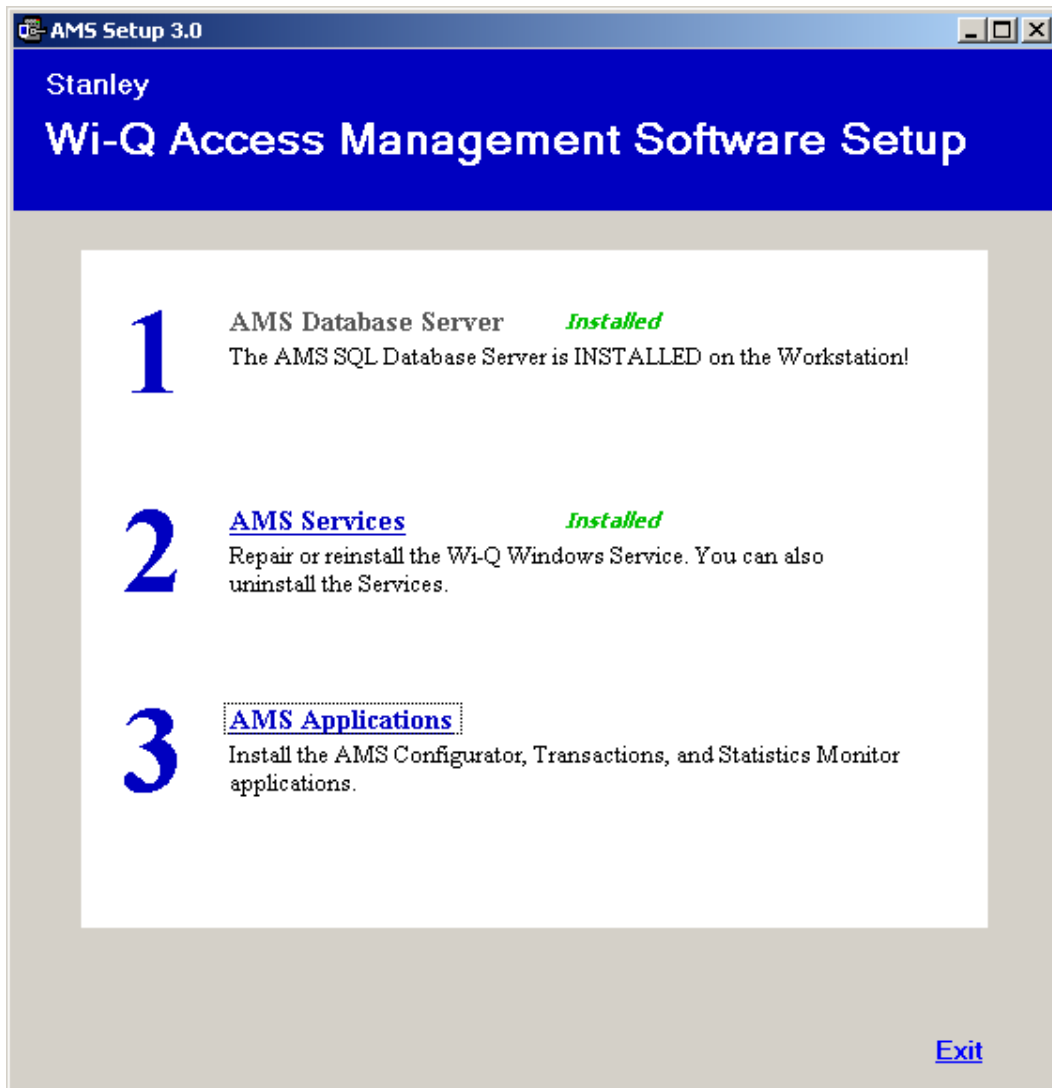 AMS Setup 3.0
Stanley
Wi-Q Access Management Software Setup
1
AMS Database Server Installed
The AMS SQL Database Server is INSTALLED on the Workstation!
2
AMS Services Installed
Repair or reinstall the Wi-Q Windows Service. You can also
uninstall the Services.
3
AMS Applications
Install the AMS Configurator, Transactions, and Statistics Monitor
applications.
Exit